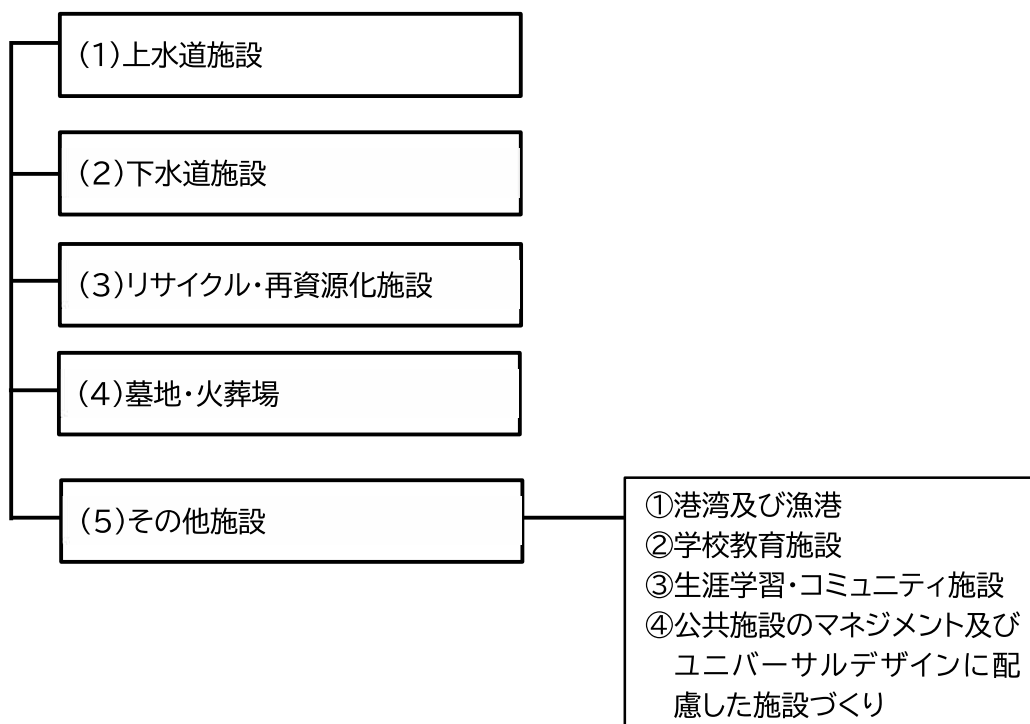 (1)上水道施設
(2)下水道施設
(3)リサイクル・再資源化施設
(4)墓地・火葬場
(5)その他施設
①港湾及び漁港
②学校教育施設
③生涯学習・コミュニティ施設
④公共施設のマネジメント及び
ユニバーサルデザインに配
慮した施設づくり